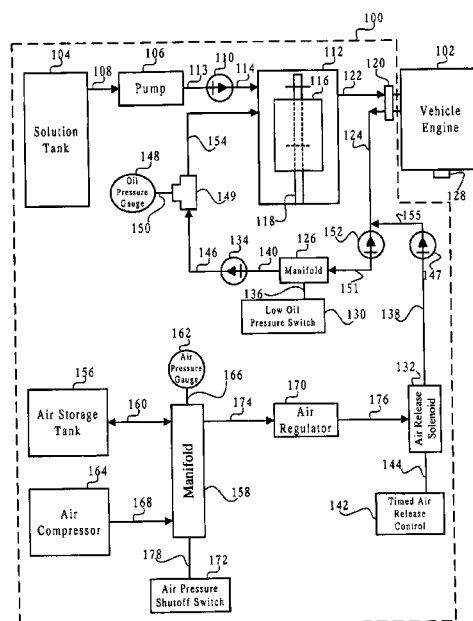 100
104
106
110
112
120
102
108
113
114
116
122
Pump
Solution
Tank
Vehicle
Engine
154
124
148
128
Oil
Pressure
Gauge
149
118
155
150
126
152
134
147
146
140
Manifold
151
136
138
Low Oil
Pressure Switch
130
162
Air
Pressure
Gauge
132
156
166
170
Air Storage
Tank
160
174
Air
Regulator
176
Air Release
Solenoid
164
Manifold
144
158
Air
Compressor
168
142
Timed Air
Release
Control
178
172
Air Pressure
Shutoff Switch